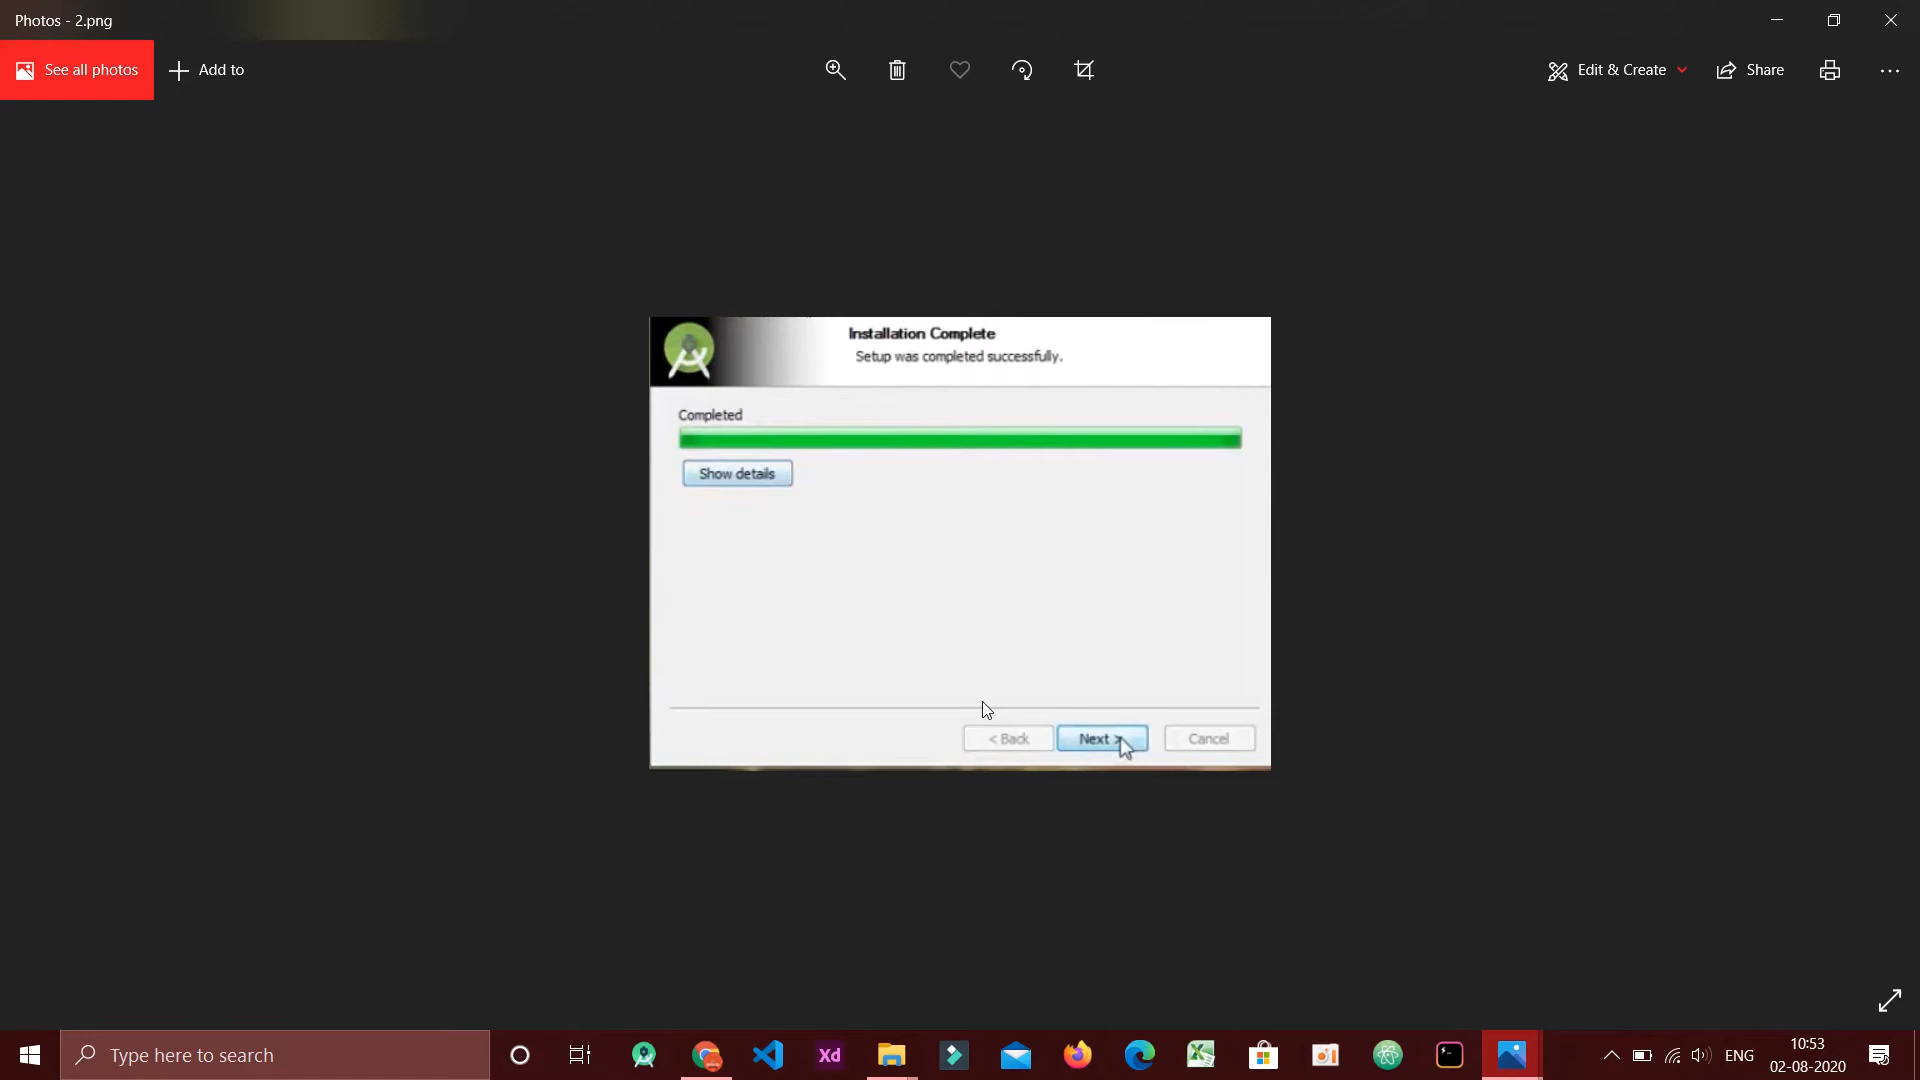 Photos - 2.png
See all photos
Add to
Edit & Create
Share
Installation Complete
Setup was completed successfully.
Completed
Show details
< Back
Next >
Cancel
Type here to search
Xd
ENG
10:53
02-08-2020